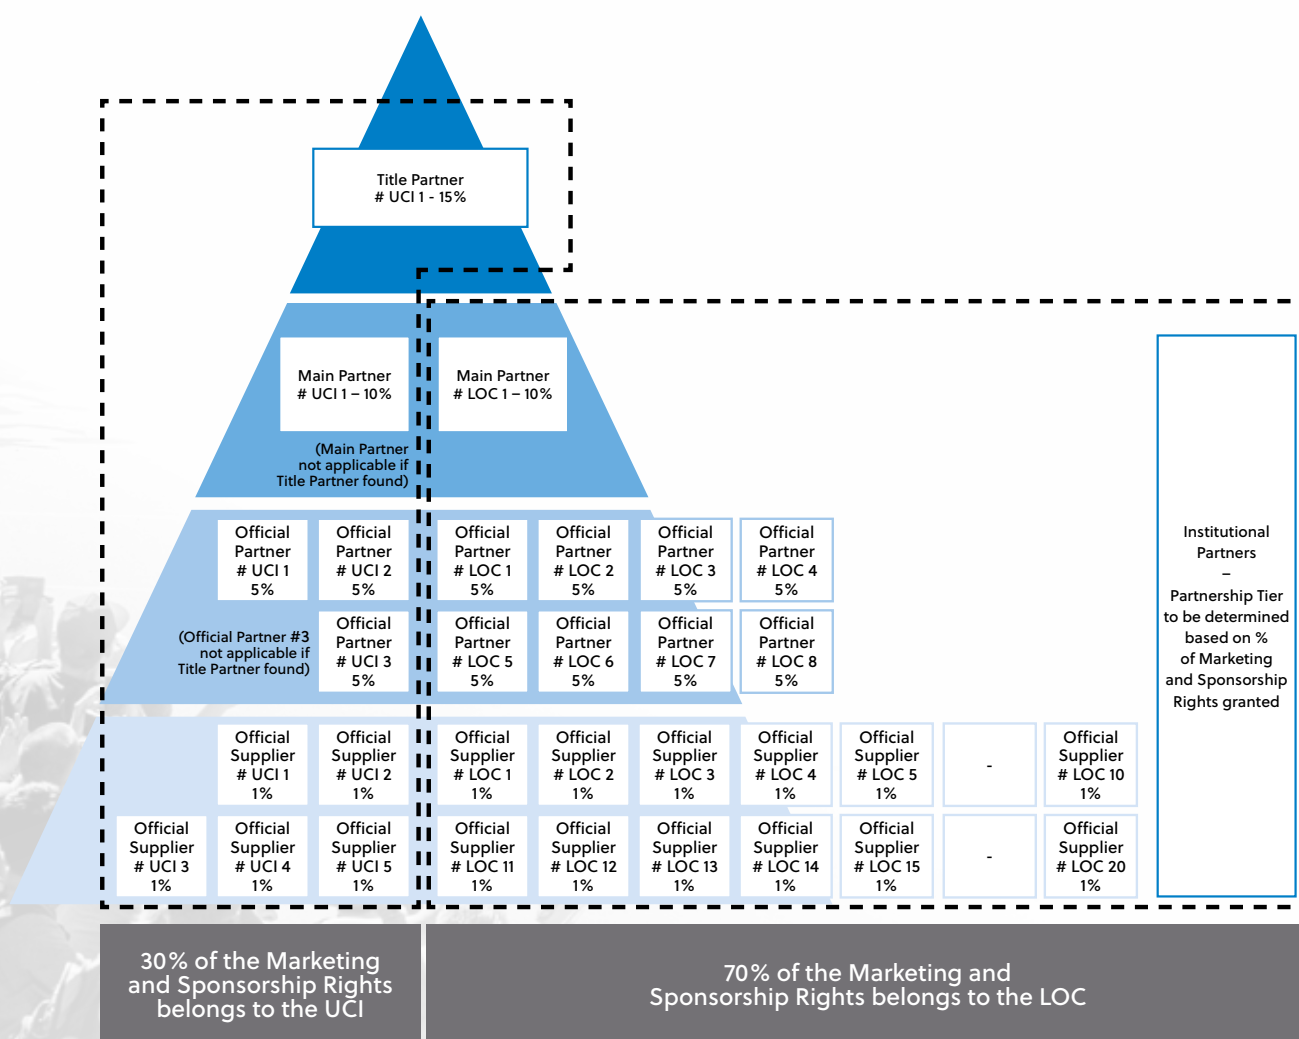 Title Partner
# UCI 1 - 15%
Main Partner
# UCI 1 – 10%
Main Partner
# LOC 1 – 10%
(Main Partner
not applicable if
Title Partner found)
Official
Partner
# UCI 1
5%
Official
Partner
# UCI 2
5%
Official
Partner
# LOC 1
5%
Official
Partner
# LOC 2
5%
Official
Partner
# LOC 3
5%
Official
Partner
# LOC 4
5%
(Official Partner #3
not applicable if
Title Partner found)
Official
Partner
# UCI 3
5%
Official
Partner
# LOC 5
5%
Official
Partner
# LOC 6
5%
Official
Partner
# LOC 7
5%
Official
Partner
# LOC 8
5%
Official
Supplier
# UCI 1
1%
Official
Supplier
# UCI 2
1%
Official
Supplier
# LOC 1
1%
Official
Supplier
# LOC 2
1%
Official
Supplier
# LOC 3
1%
Official
Supplier
# LOC 4
1%
Official
Supplier
# LOC 5
1%
-
Official
Supplier
# LOC 10
1%
Official
Supplier
# UCI 3
1%
Official
Supplier
# UCI 4
1%
Official
Supplier
# UCI 5
1%
Official
Supplier
# LOC 11
1%
Official
Supplier
# LOC 12
1%
Official
Supplier
# LOC 13
1%
Official
Supplier
# LOC 14
1%
Official
Supplier
# LOC 15
1%
-
Official
Supplier
# LOC 20
1%
Institutional
Partners
–
Partnership Tier
to be determined
based on %
of Marketing
and Sponsorship
Rights granted
30% of the Marketing
and Sponsorship Rights
belongs to the UCI
70% of the Marketing and
Sponsorship Rights belongs to the LOC